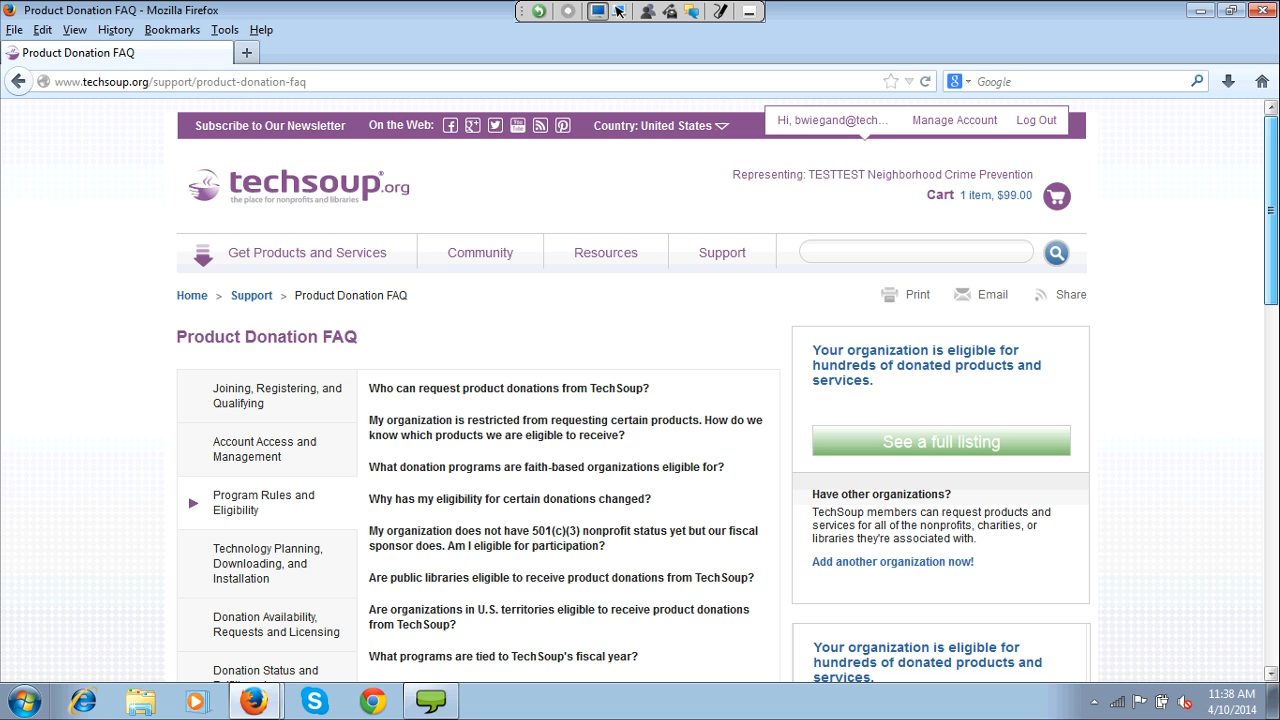 Product Donation FAQ - Mozilla Firefox
File Edit View History Bookmarks Tools Help
Product Donation FAQ
www.techsoup.org/support/product-donation-faq
Google
Subscribe to Our Newsletter On the Web: Country: United States
Hi, bwiegand@tech... Manage Account Log Out
techsoup.org
the place for nonprofits and libraries
Representing: TESTTEST Neighborhood Crime Prevention
Cart 1 item, $99.00
Get Products and Services Community Resources Support
Home > Support > Product Donation FAQ
Print Email Share
Product Donation FAQ
Joining, Registering, and
Qualifying
Account Access and
Management
Program Rules and
Eligibility
Technology Planning,
Downloading, and
Installation
Donation Availability,
Requests and Licensing
Donation Status and
Who can request product donations from TechSoup?
My organization is restricted from requesting certain products. How do we
know which products we are eligible to receive?
What donation programs are faith-based organizations eligible for?
Why has my eligibility for certain donations changed?
My organization does not have 501(c)(3) nonprofit status yet but our fiscal
sponsor does. Am I eligible for participation?
Are public libraries eligible to receive product donations from TechSoup?
Are organizations in U.S. territories eligible to receive product donations
from TechSoup?
What programs are tied to TechSoup's fiscal year?
Your organization is eligible for
hundreds of donated products and
services.
See a full listing
Have other organizations?
TechSoup members can request products and
services for all of the nonprofits, charities, or
libraries they're associated with.
Add another organization now!
Your organization is eligible for
hundreds of donated products and
services.
11:38 AM
4/10/2014